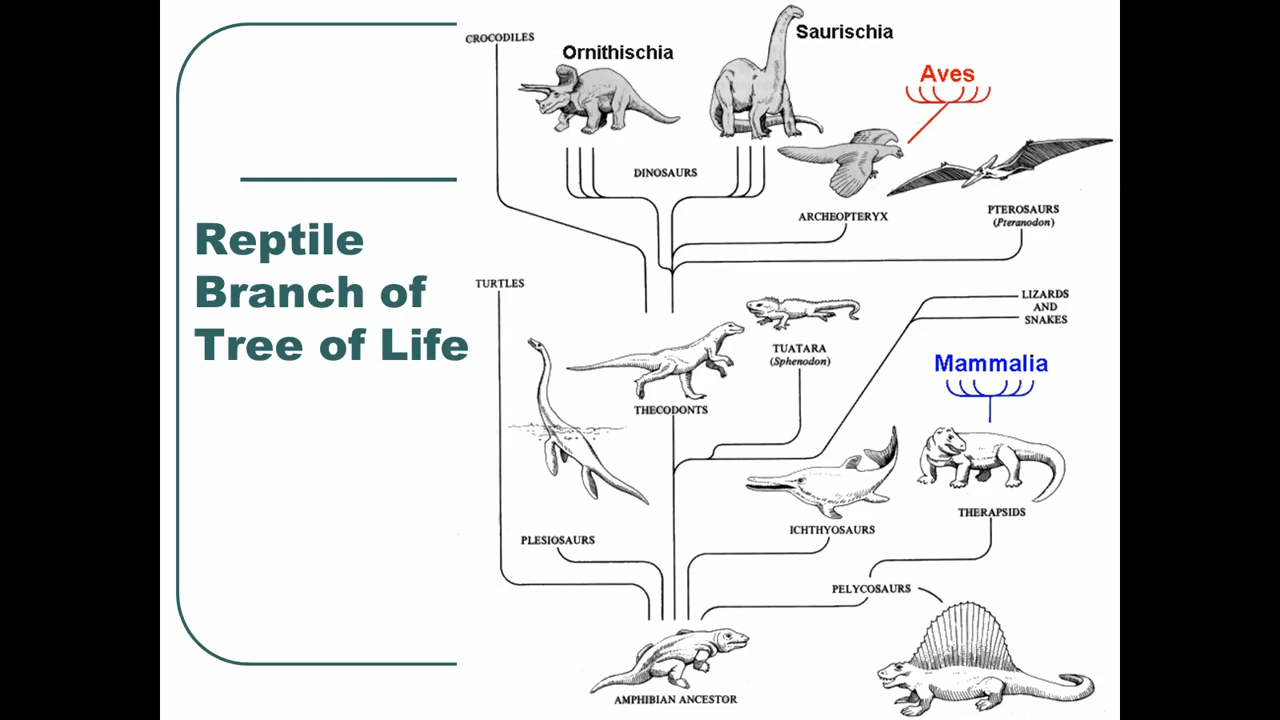 Reptile
Branch of
Tree of Life
CROCODILES
Ornithischia
Saurischia
Aves
DINOSAURS
ARCHEOPTERYX
PTEROSAURS
(Pteranodon)
TURTLES
LIZARDS
AND
SNAKES
TUATARA
(Sphenodon)
Mammalia
THECODONTS
THERAPSIDS
ICHTHYOSAURS
PLESIOSAURS
PELYCOSAURS
AMPHIBIAN ANCESTOR